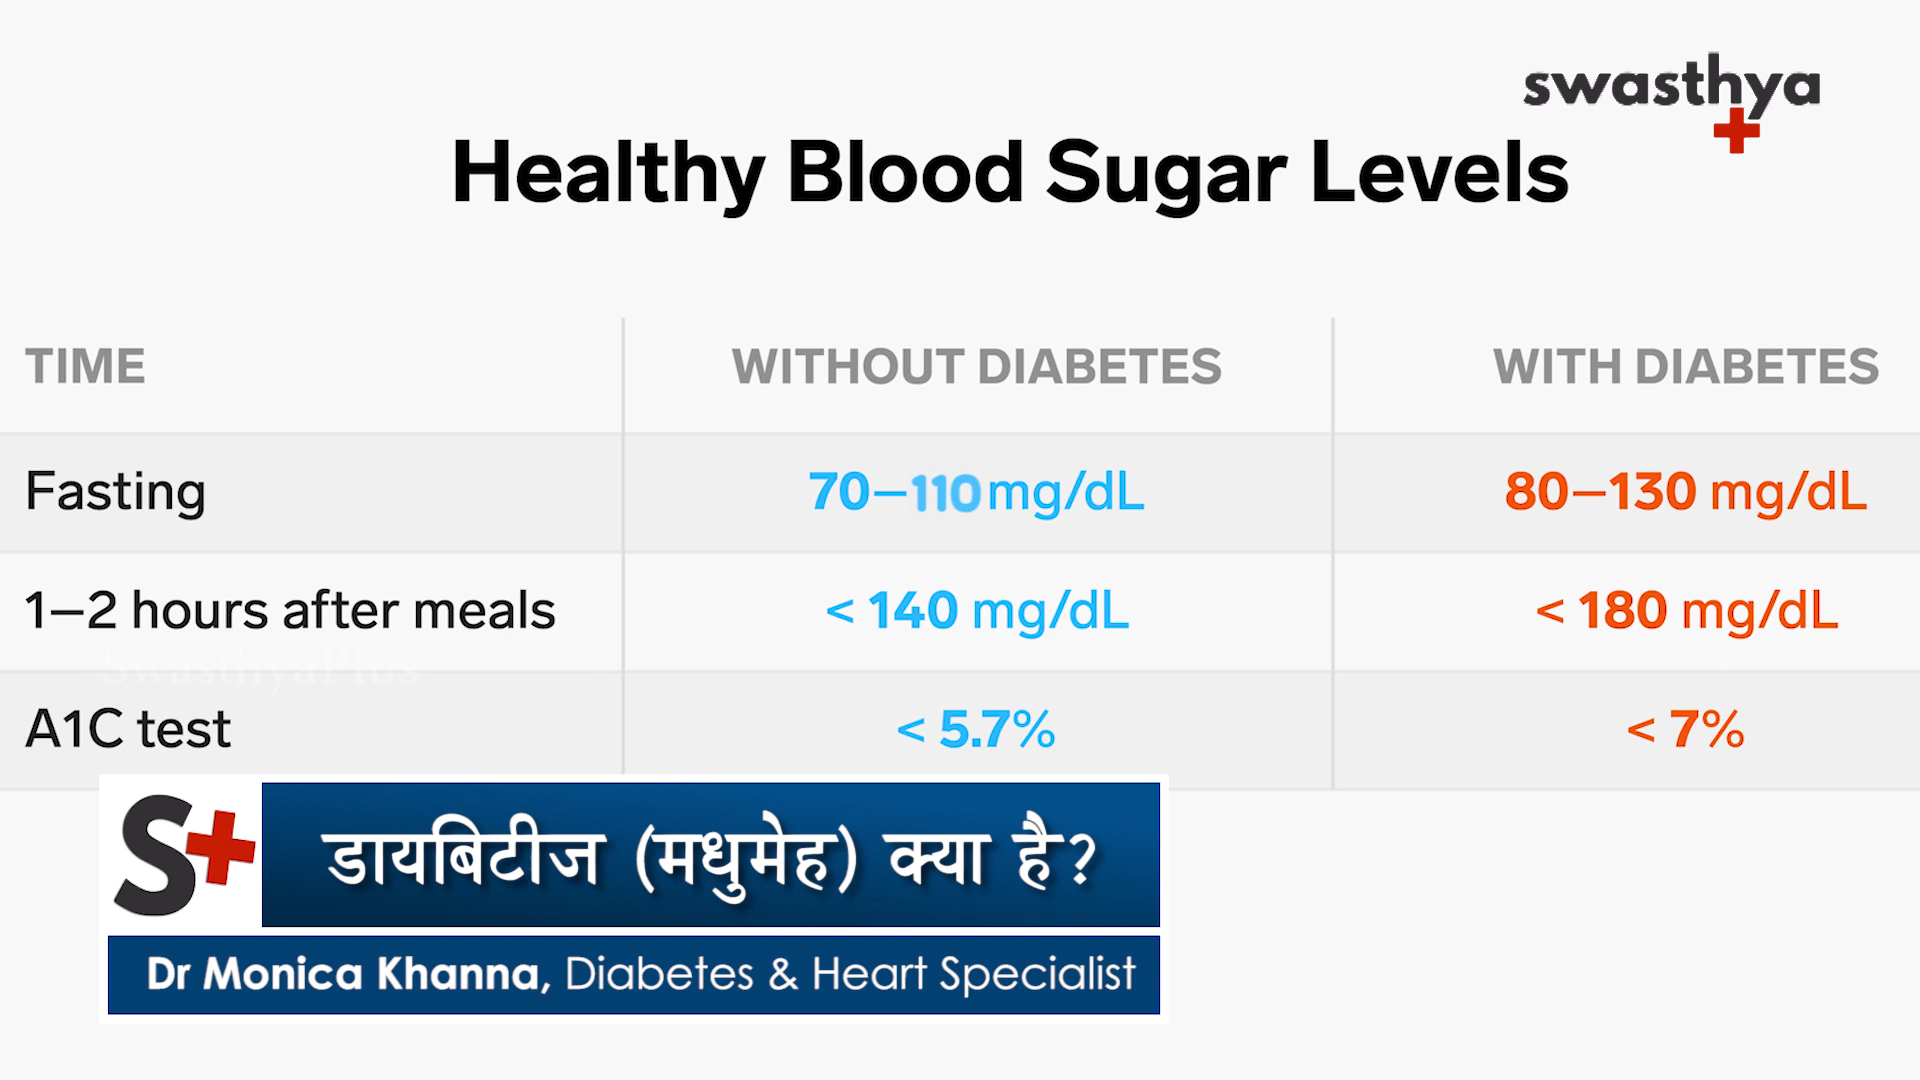 swasthya
Healthy Blood Sugar Levels
TIME WITHOUT DIABETES WITH DIABETES
Fasting 70–110 mg/dL 80–130 mg/dL
1–2 hours after meals < 140 mg/dL < 180 mg/dL
SwasthyaPlus
A1C test < 5.7% < 7%
S+ डायबिटीज (मधुमेह) क्या है?
Dr Monica Khanna, Diabetes & Heart Specialist